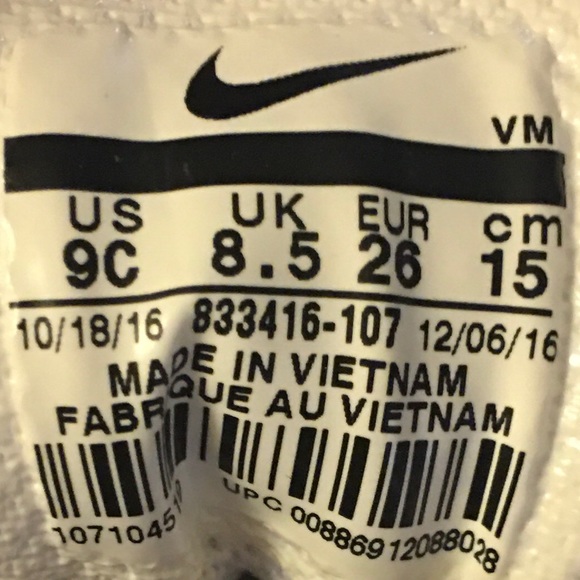 VM
US UK EUR cm
9C 8.5 26 15
10/18/16 833416-107 12/06/16
MADE IN VIETNAM
FABRIQUE AU VIETNAM
UPC 00886912088028